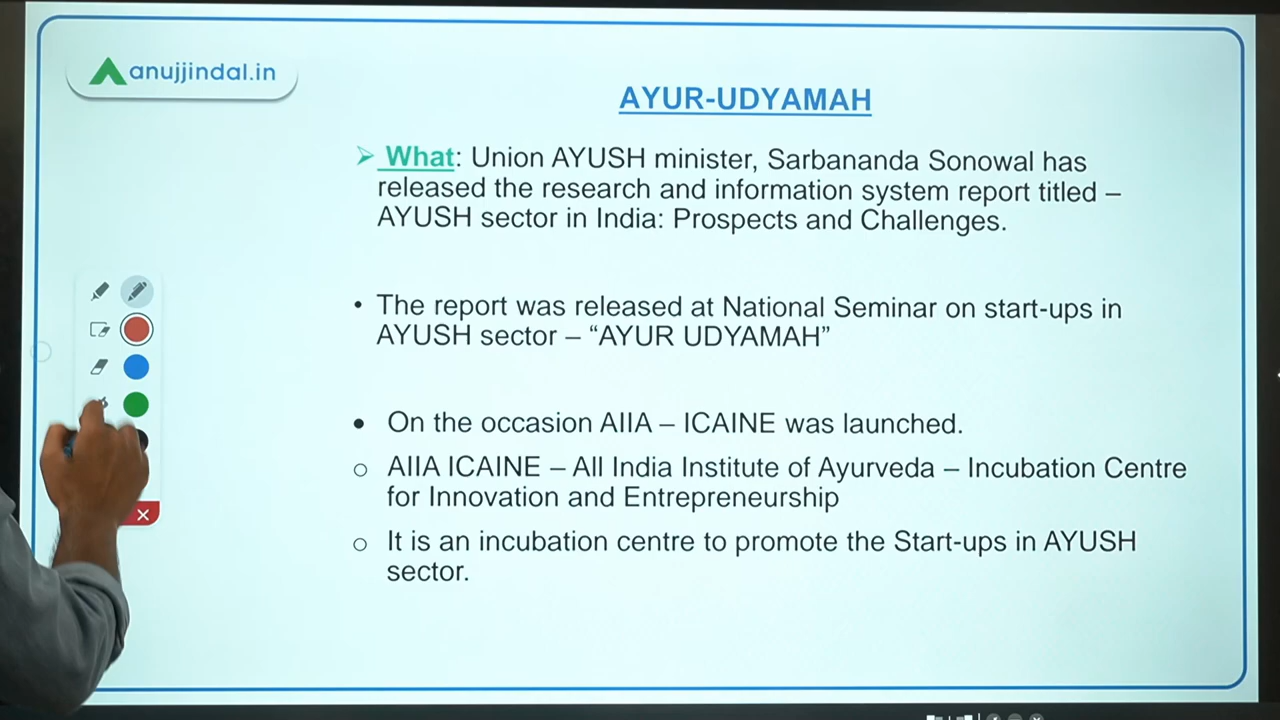 anujjindal.in
AYUR-UDYAMAH
What: Union AYUSH minister, Sarbananda Sonowal has
released the research and information system report titled –
AYUSH sector in India: Prospects and Challenges.
• The report was released at National Seminar on start-ups in
AYUSH sector – “AYUR UDYAMAH”
• On the occasion AIIA – ICAINE was launched.
o AIIA ICAINE – All India Institute of Ayurveda – Incubation Centre
for Innovation and Entrepreneurship
o It is an incubation centre to promote the Start-ups in AYUSH
sector.